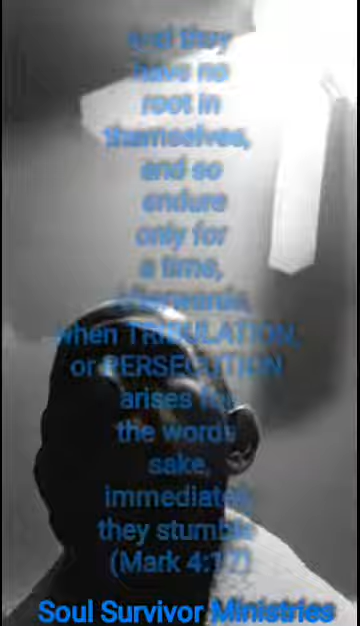 and they
have no
root in
themselves,
and so
endure
only for
a time,
Afterwards,
when TRIBULATION,
or PERSECUTION
arises for
the words
sake,
immediately
they stumble
(Mark 4:17)
Soul Survivor Ministries